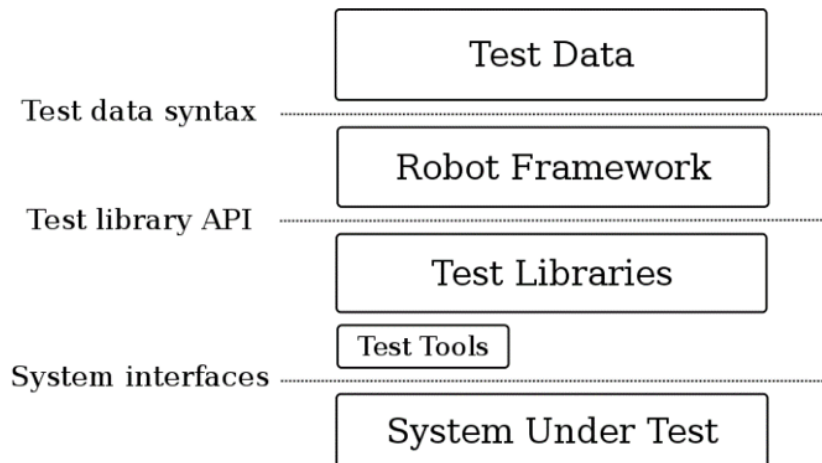 Test Data
Test data syntax
Robot Framework
Test library API
Test Libraries
Test Tools
System interfaces
System Under Test